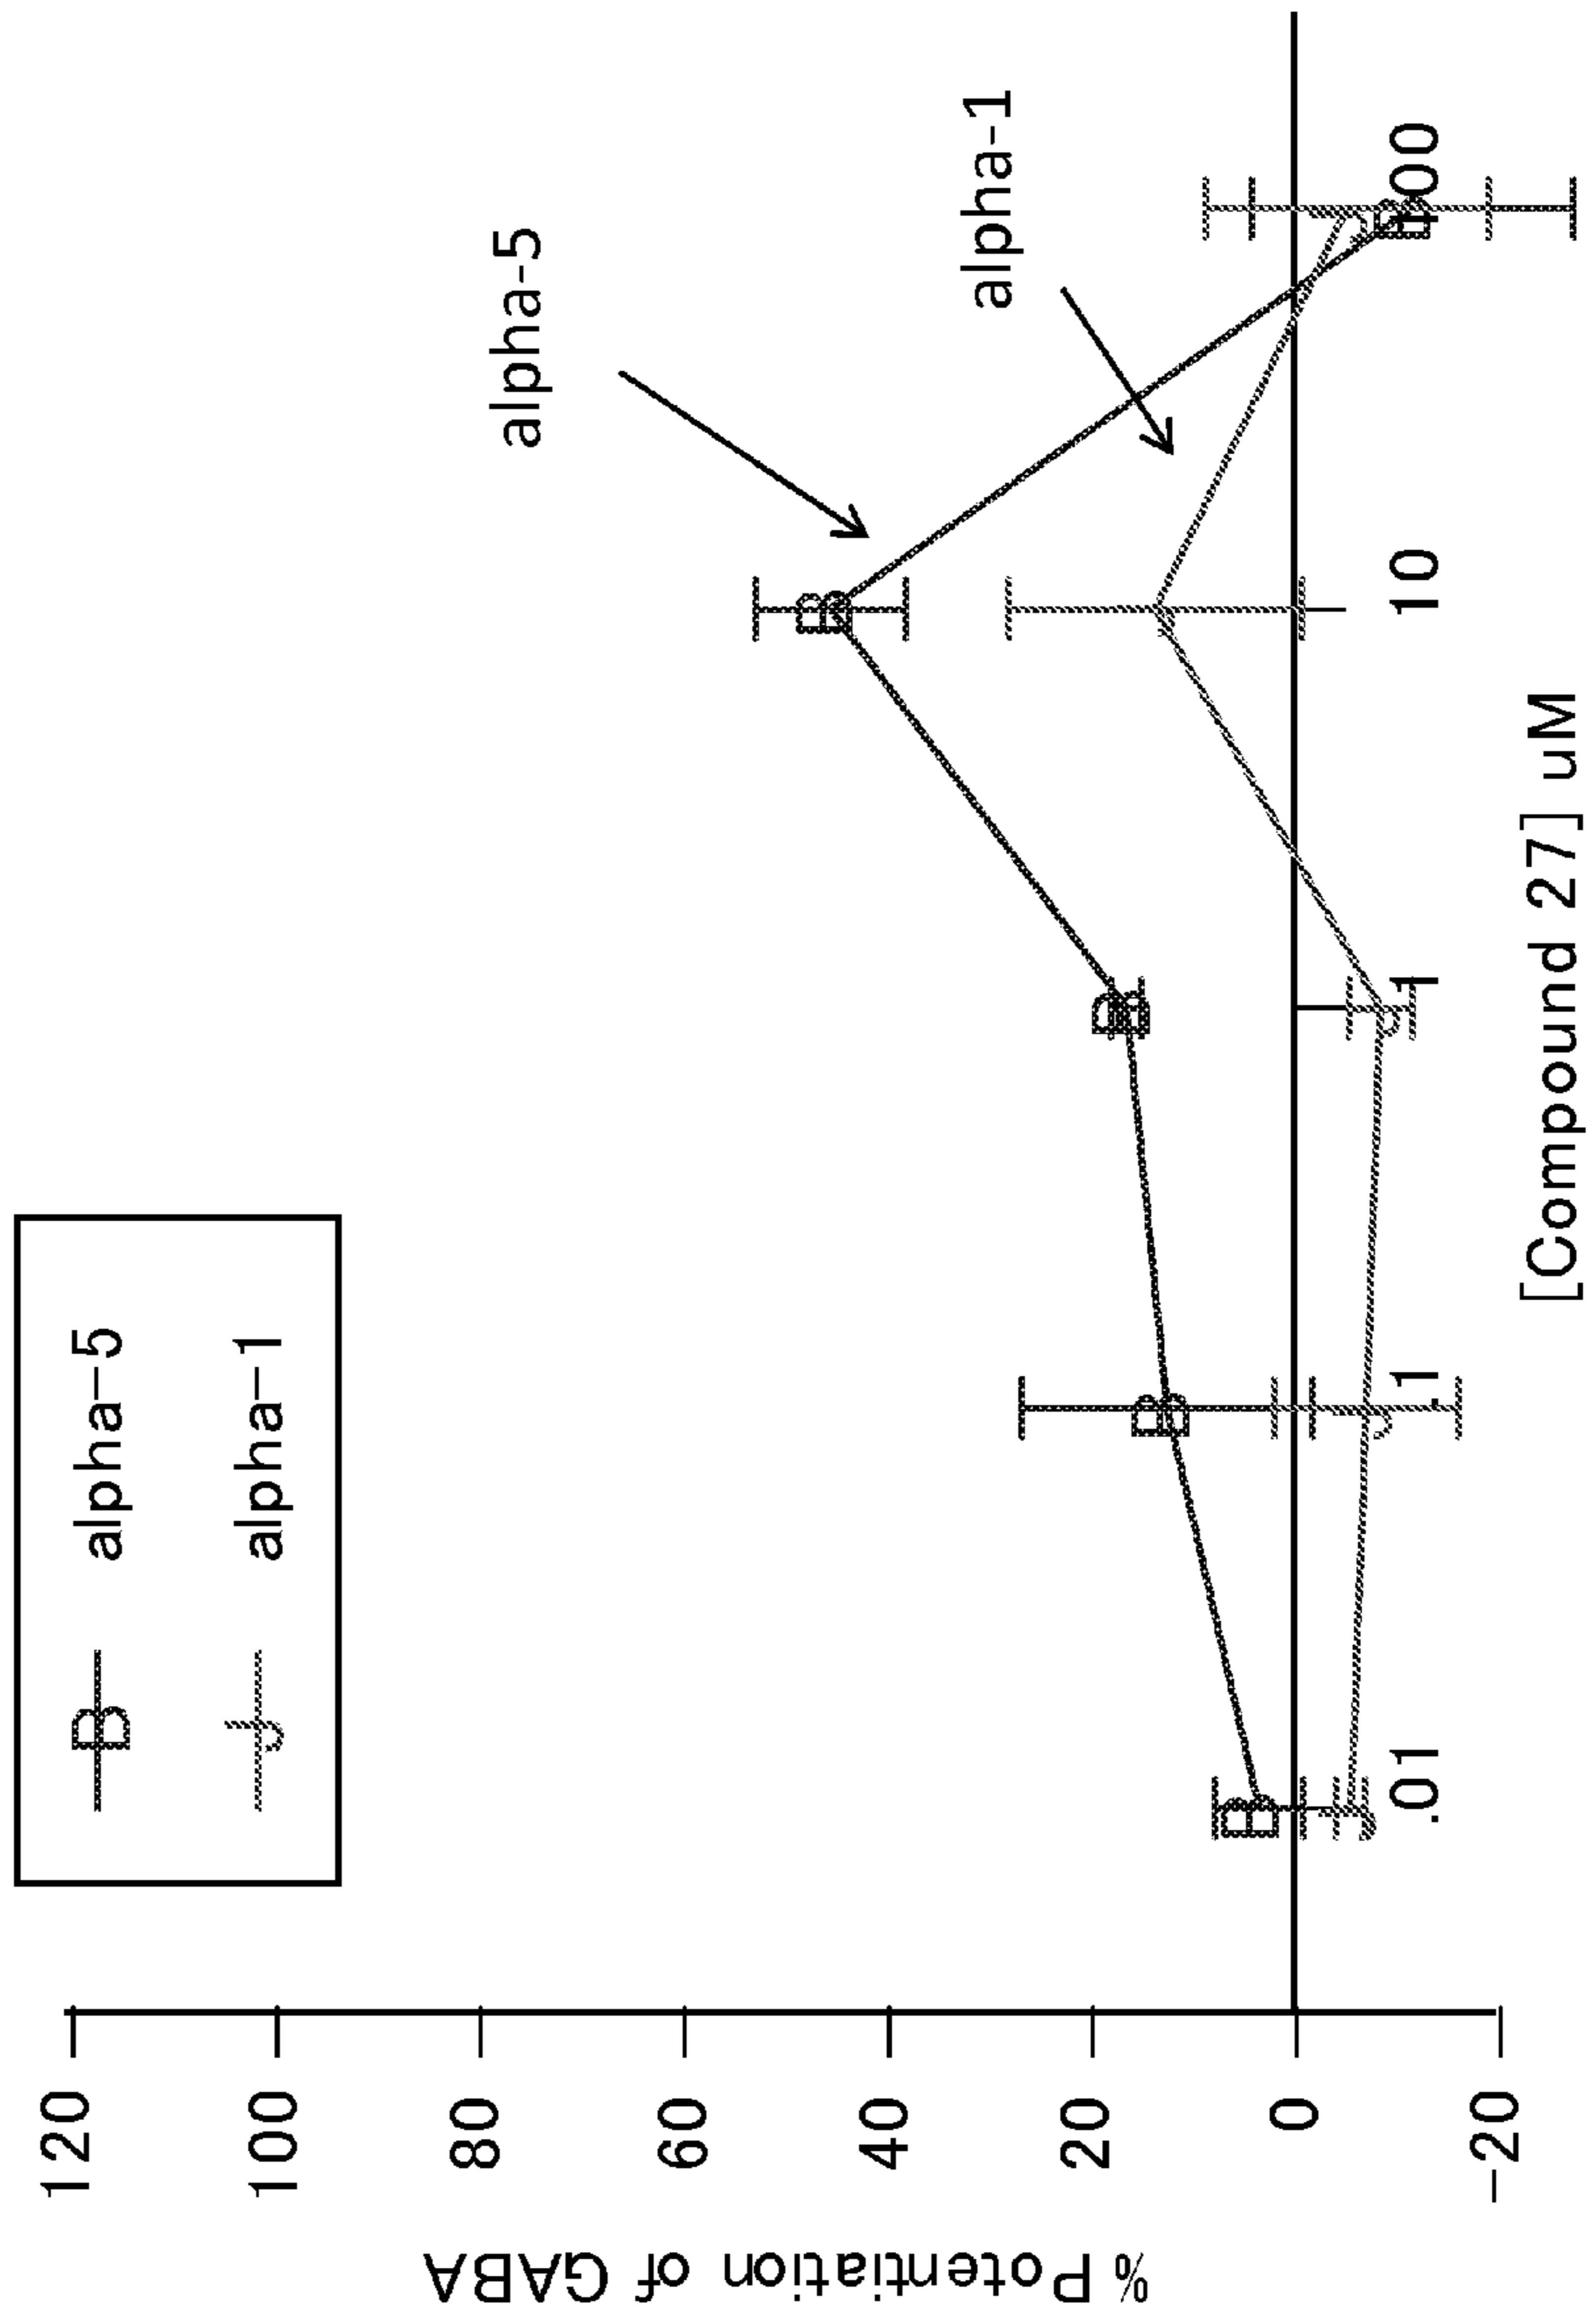 B alpha-5
J alpha-1
alpha-5
alpha-1
% Potentiation of GABA
120
100
80
60
40
20
0
-20
.01
.1
1
10
100
[Compound 27] uM